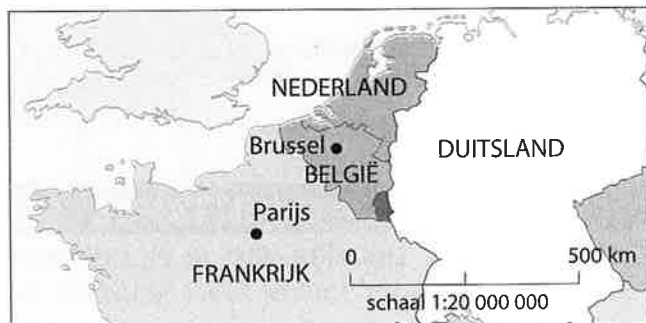 NEDERLAND
Brussel
DUITSLAND
BELGIË
Parijs
0 500 km
FRANKRIJK
schaal 1:20 000 000